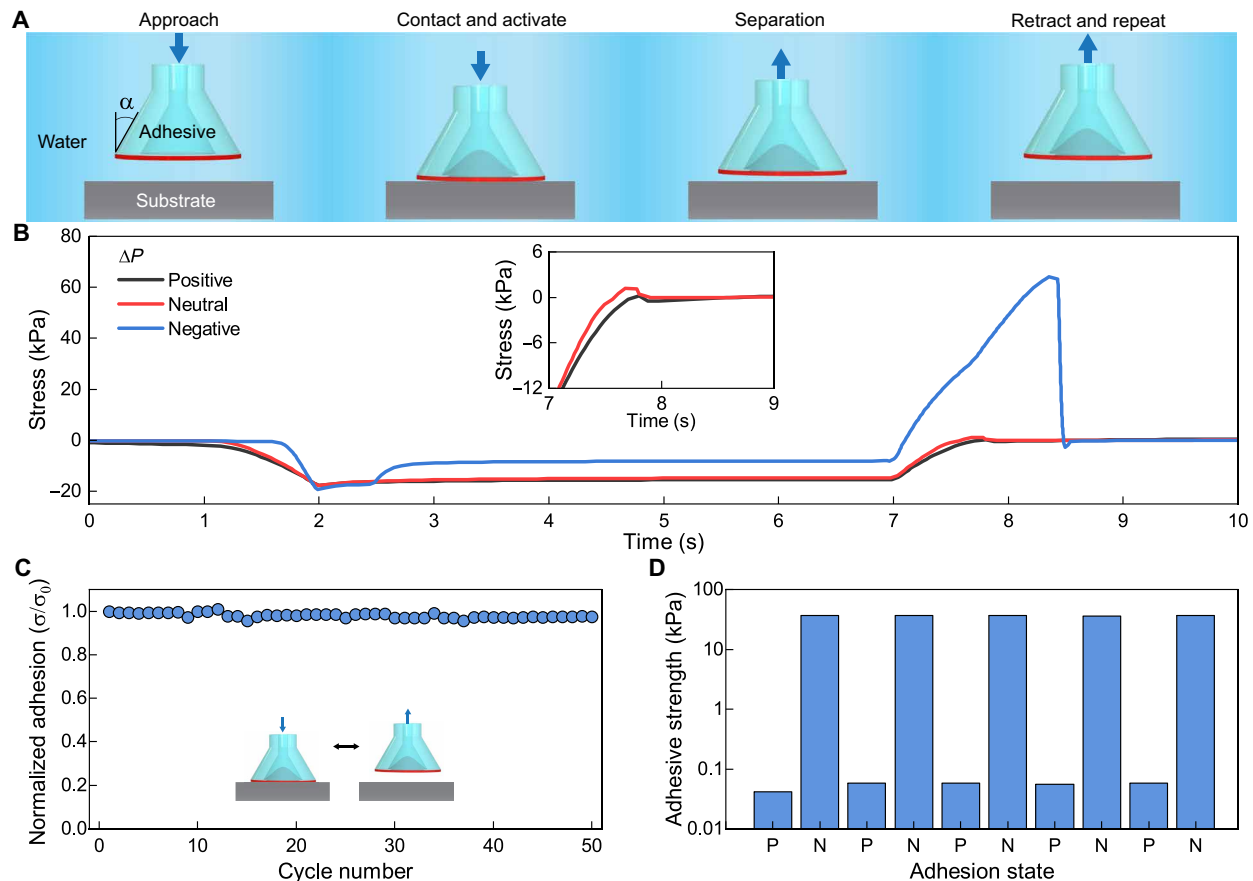 A
Approach
Contact and activate
Separation
Retract and repeat
α
Adhesive
Water
Substrate
B
80
60
40
20
0
−20
Stress (kPa)
ΔP
Positive
Neutral
Negative
6
0
−6
−12
Stress (kPa)
7 8 9
Time (s)
0 1 2 3 4 5 6 7 8 9 10
Time (s)
C
1.0
0.8
0.6
0.4
0.2
0.0
Normalized adhesion (σ/σ0)
0 10 20 30 40 50
Cycle number
D
100
10
1
0.1
0.01
Adhesive strength (kPa)
P N P N P N P N P N
Adhesion state